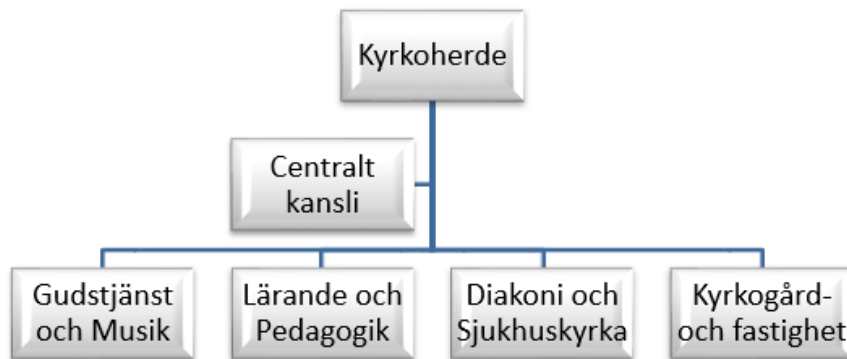 Kyrkoherde
Centralt
kansli
Gudstjänst
och Musik
Lärande och
Pedagogik
Diakoni och
Sjukhuskyrka
Kyrkogård-
och fastighet